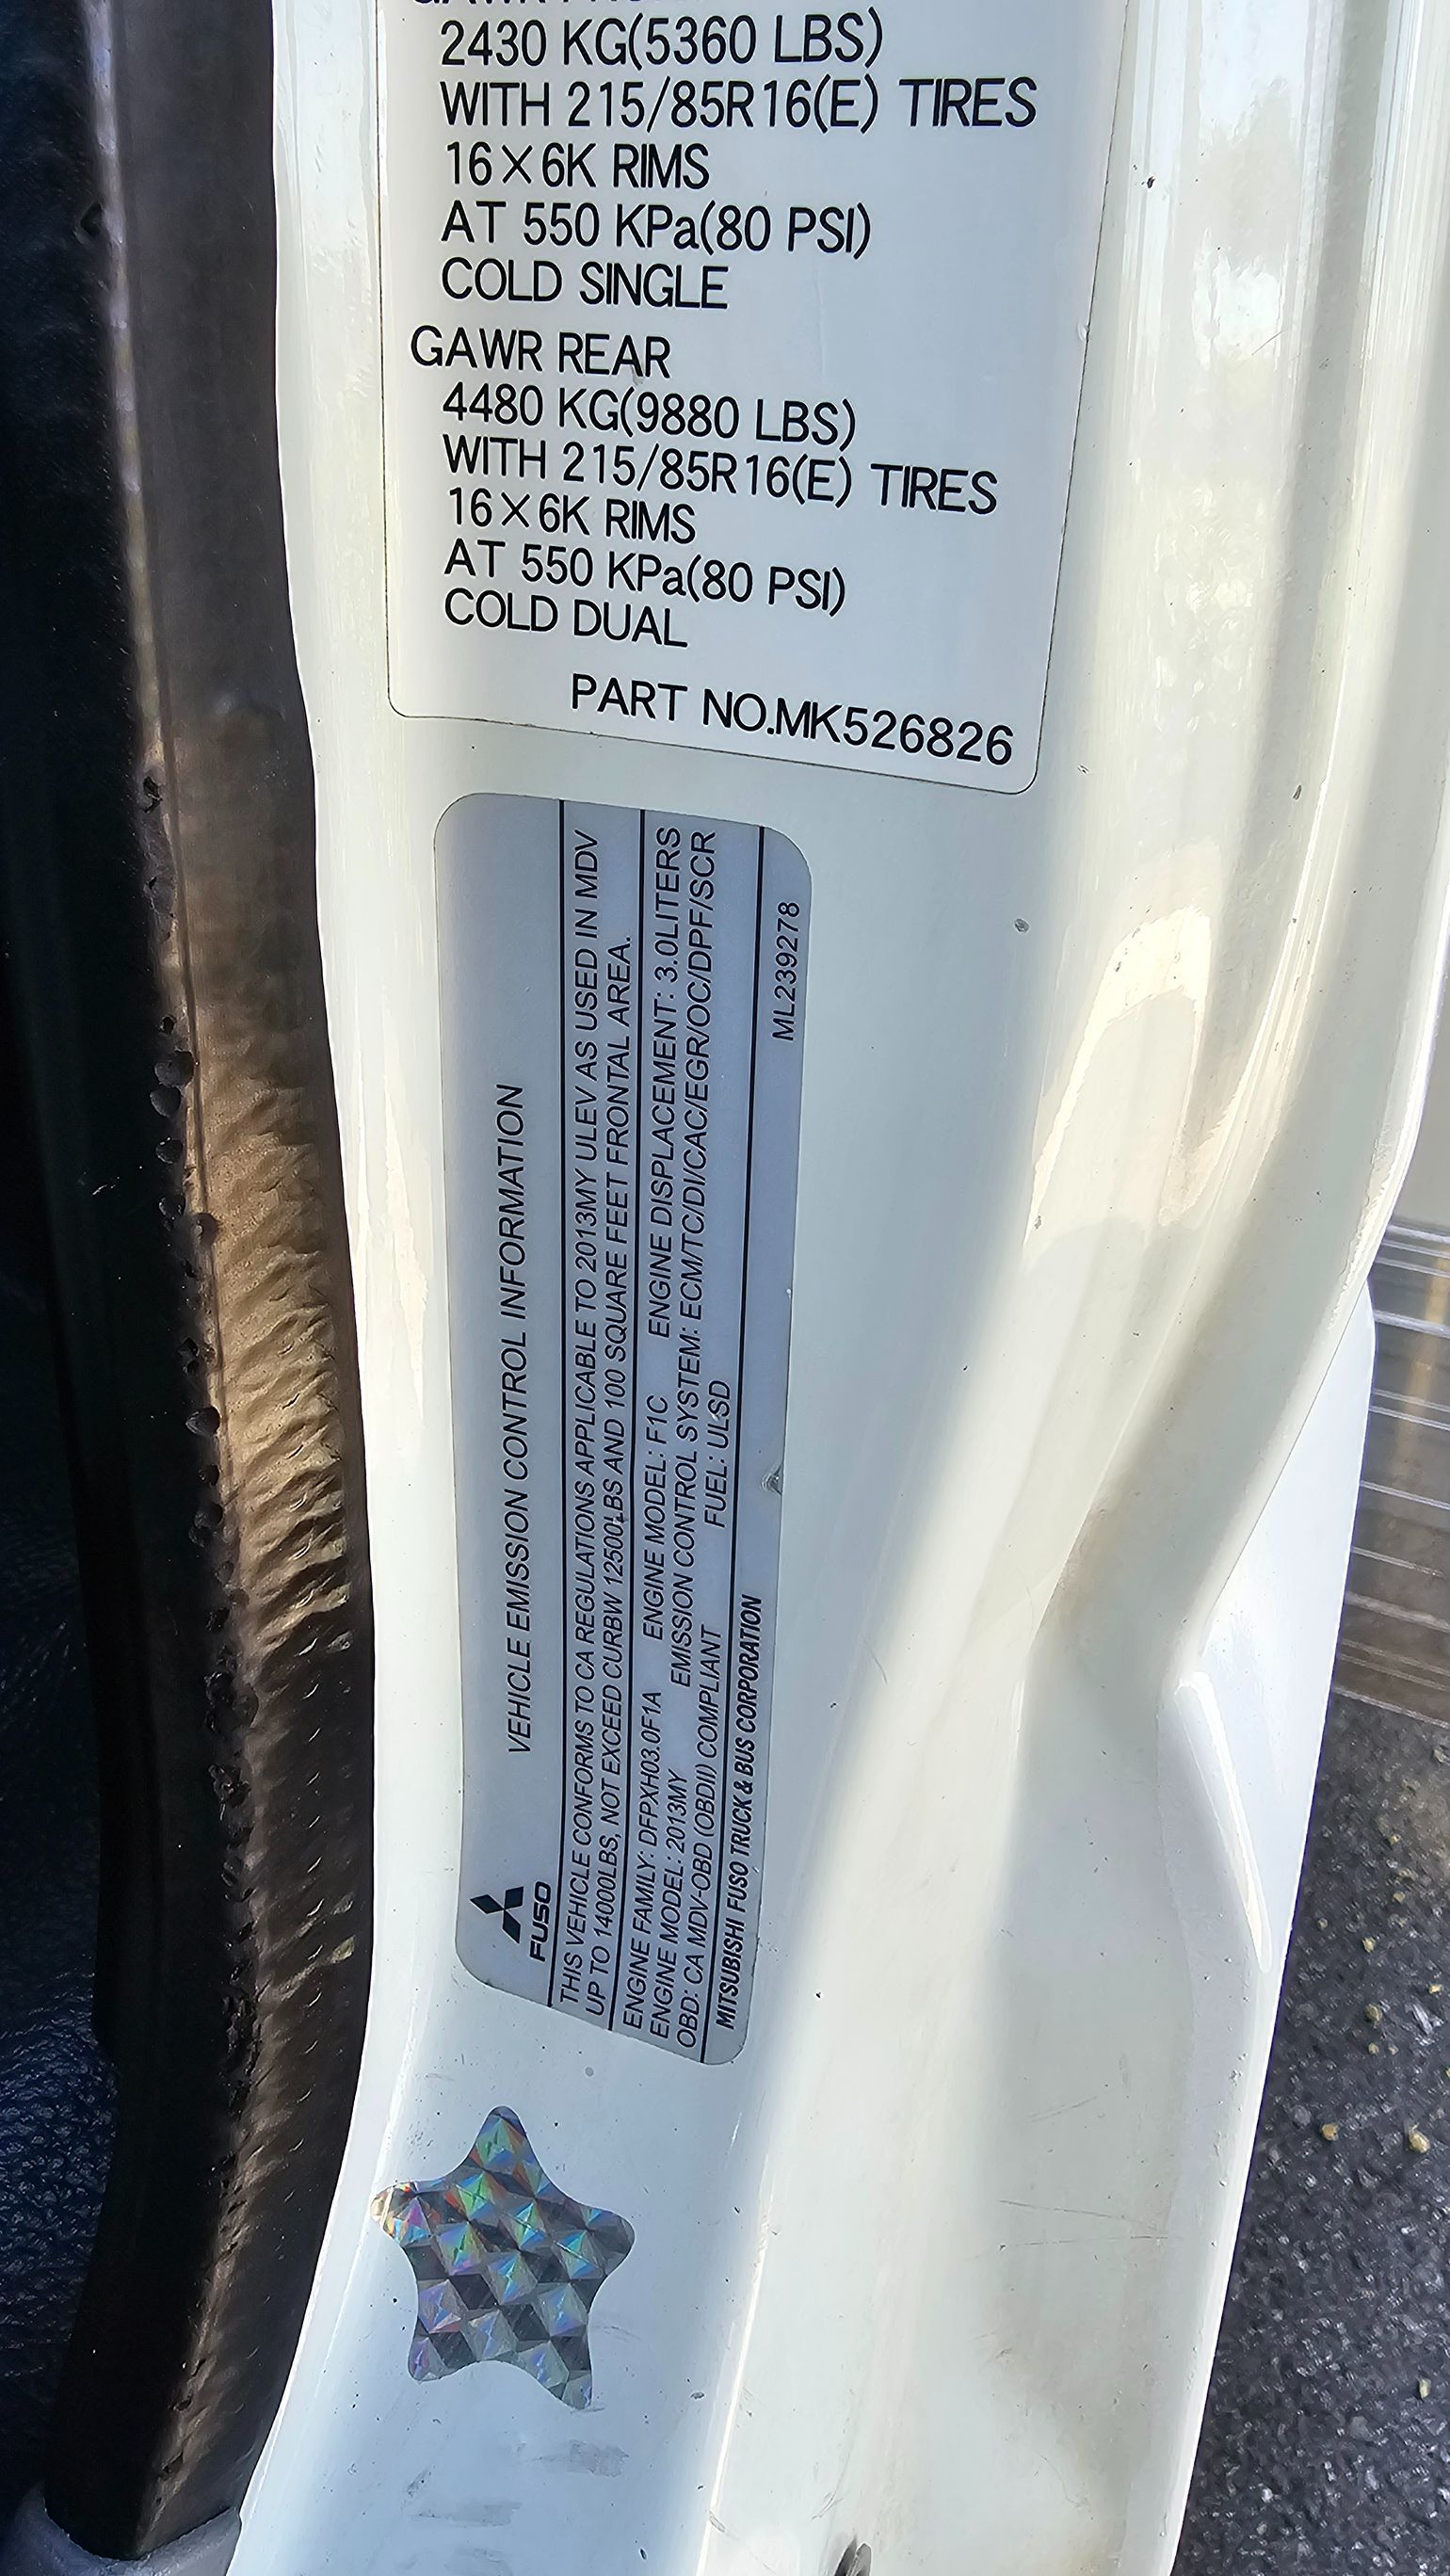 2430 KG(5360 LBS)
WITH 215/85R16(E) TIRES
16×6K RIMS
AT 550 KPa(80 PSI)
COLD SINGLE
GAWR REAR
4480 KG(9880 LBS)
WITH 215/85R16(E) TIRES
16×6K RIMS
AT 550 KPa(80 PSI)
COLD DUAL
PART NO.MK526826
FUSO
VEHICLE EMISSION CONTROL INFORMATION
THIS VEHICLE CONFORMS TO CA REGULATIONS APPLICABLE TO 2013MY ULEV AS USED IN MDV
UP TO 14000LBS, NOT EXCEED CURBW 12500LBS AND 100 SQUARE FEET FRONTAL AREA.
ENGINE FAMILY: DFPXH03.0F1A ENGINE MODEL: F1C ENGINE DISPLACEMENT: 3.0LITERS
ENGINE MODEL: 2013MY EMISSION CONTROL SYSTEM: ECM/TC/DI/CAC/EGR/OC/DPF/SCR
OBD: CA MDV-OBD (OBDII) COMPLIANT FUEL: ULSD
MITSUBISHI FUSO TRUCK & BUS CORPORATION ML239278